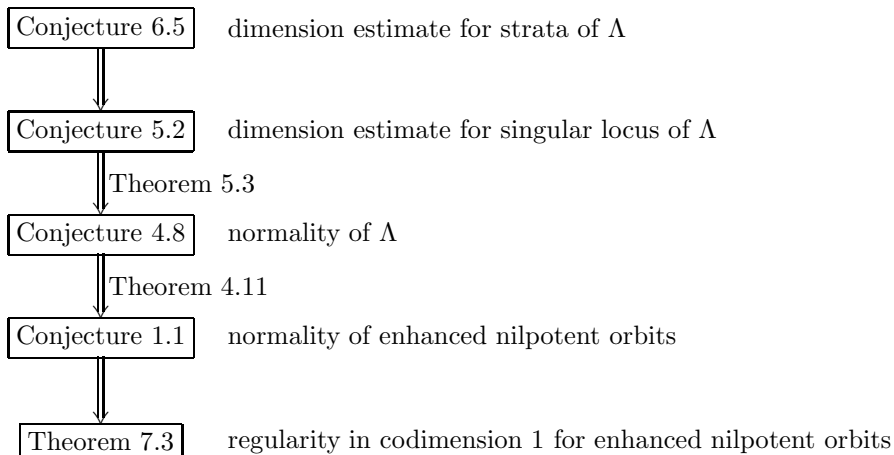 Conjecture 6.5 dimension estimate for strata of Λ
Conjecture 5.2 dimension estimate for singular locus of Λ
Theorem 5.3
Conjecture 4.8 normality of Λ
Theorem 4.11
Conjecture 1.1 normality of enhanced nilpotent orbits
Theorem 7.3 regularity in codimension 1 for enhanced nilpotent orbits